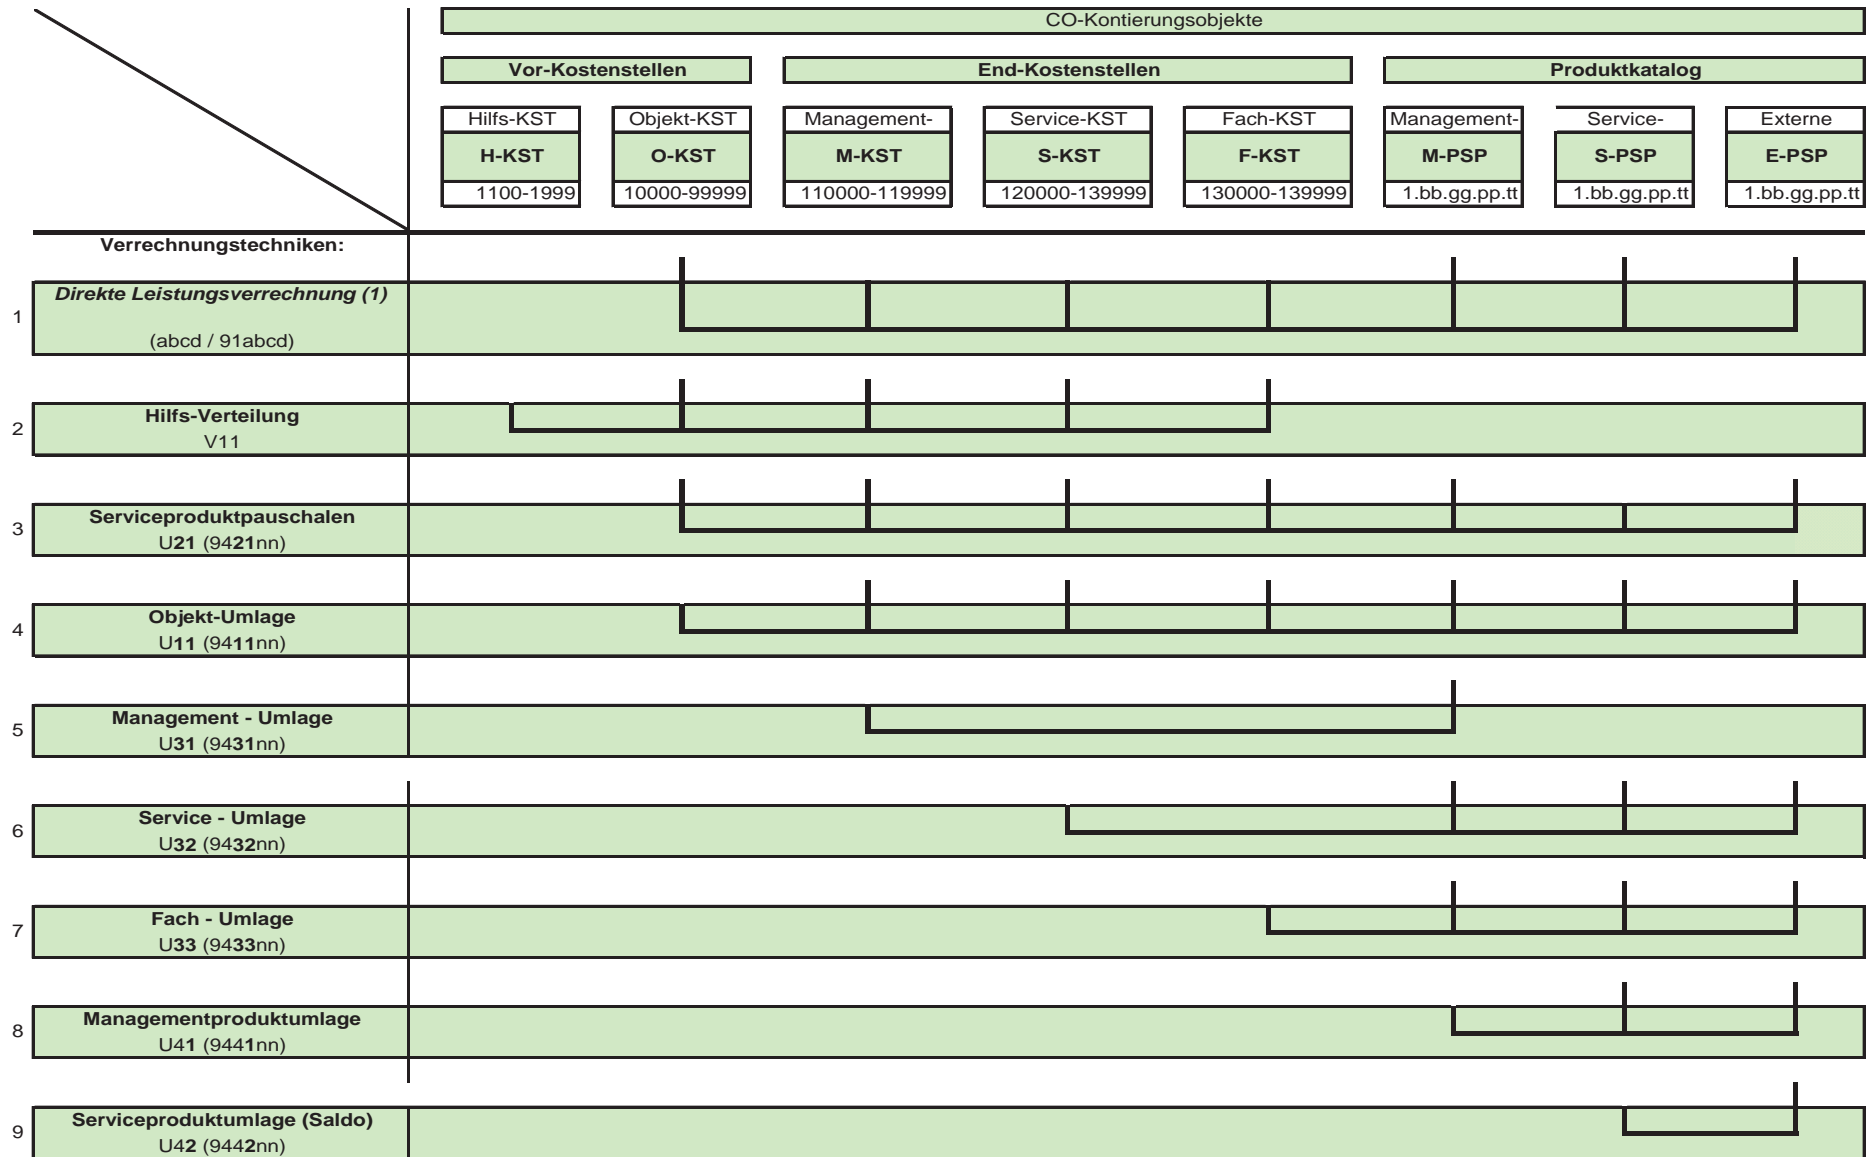 CO-Kontierungsobjekte
Vor-Kostenstellen End-Kostenstellen Produktkatalog
Hilfs-KST Objekt-KST Management- Service-KST Fach-KST Management- Service- Externe
H-KST O-KST M-KST S-KST F-KST M-PSP S-PSP E-PSP
1100-1999 10000-99999 110000-119999 120000-139999 130000-139999 1.bb.gg.pp.tt 1.bb.gg.pp.tt 1.bb.gg.pp.tt
Verrechnungstechniken:
Direkte Leistungsverrechnung (1)
1
(abcd / 91abcd)
Hilfs-Verteilung
2
V11
Serviceproduktpauschalen
3
U21 (9421nn)
Objekt-Umlage
4
U11 (9411nn)
Management - Umlage
5
U31 (9431nn)
Service - Umlage
6
U32 (9432nn)
Fach - Umlage
7
U33 (9433nn)
Managementproduktumlage
8
U41 (9441nn)
Serviceproduktumlage (Saldo)
9
U42 (9442nn)